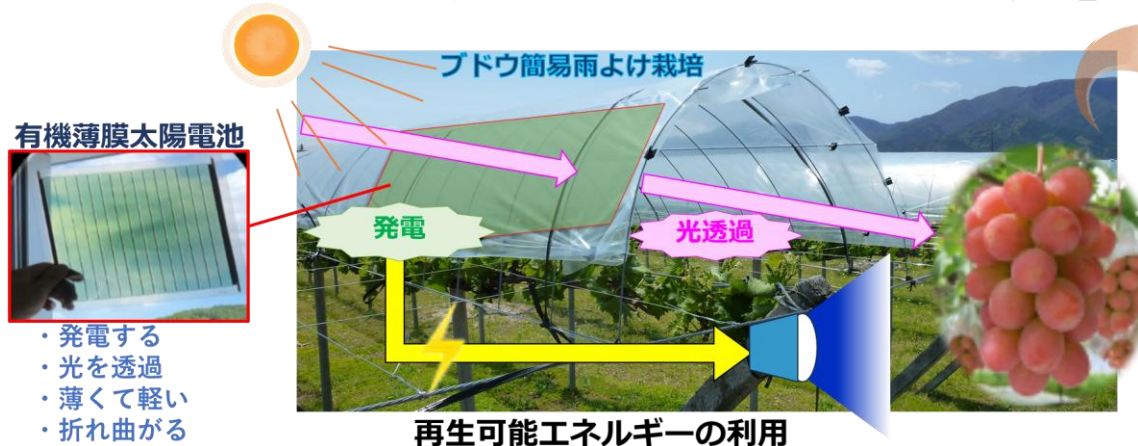 ブドウ簡易雨よけ栽培
有機薄膜太陽電池
発電
光透過
・発電する
・光を透過
・薄くて軽い
・折れ曲がる
再生可能エネルギーの利用